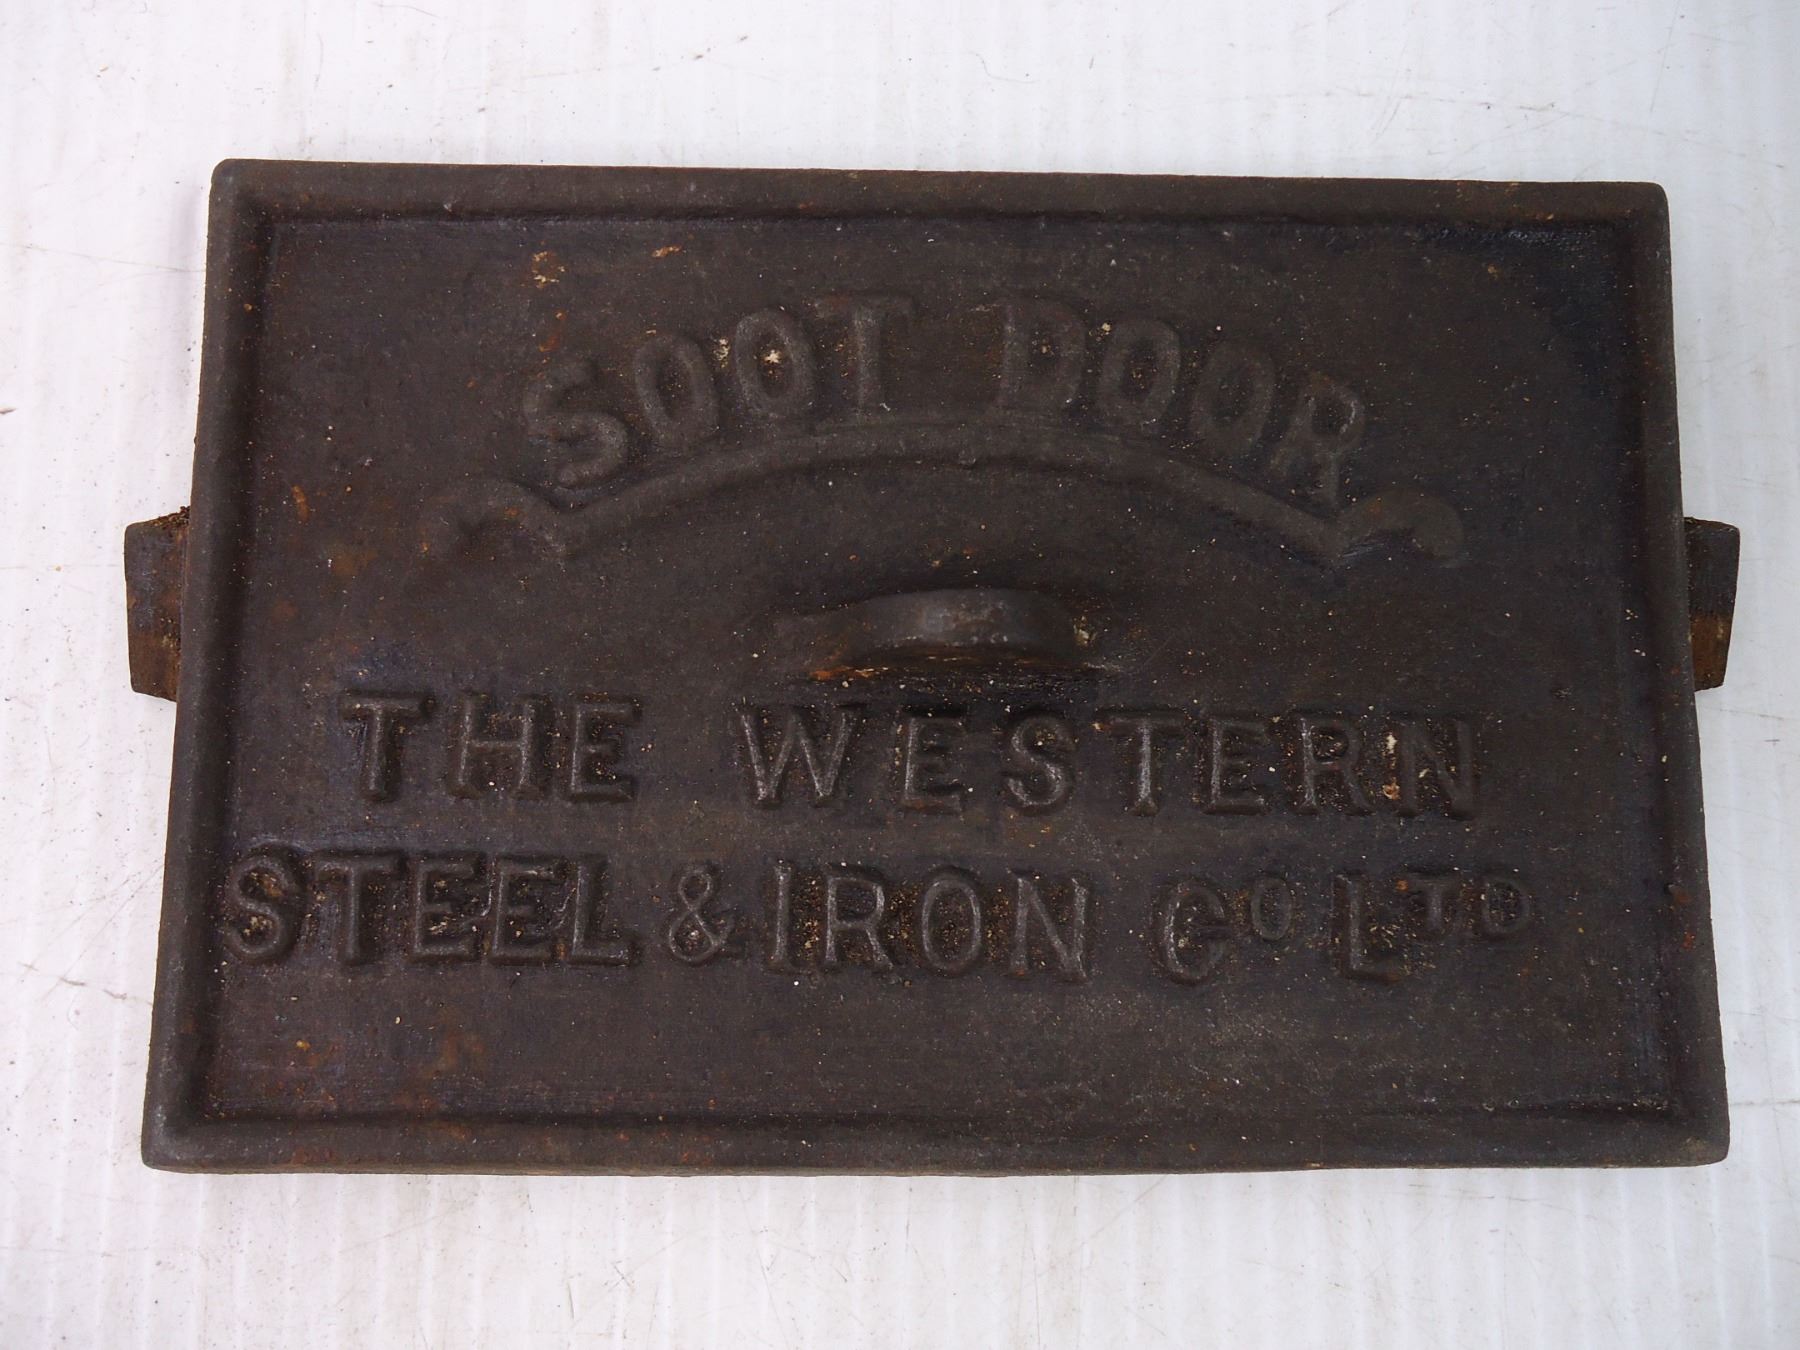 SOOT DOOR
THE WESTERN
STEEL & IRON CO LTD